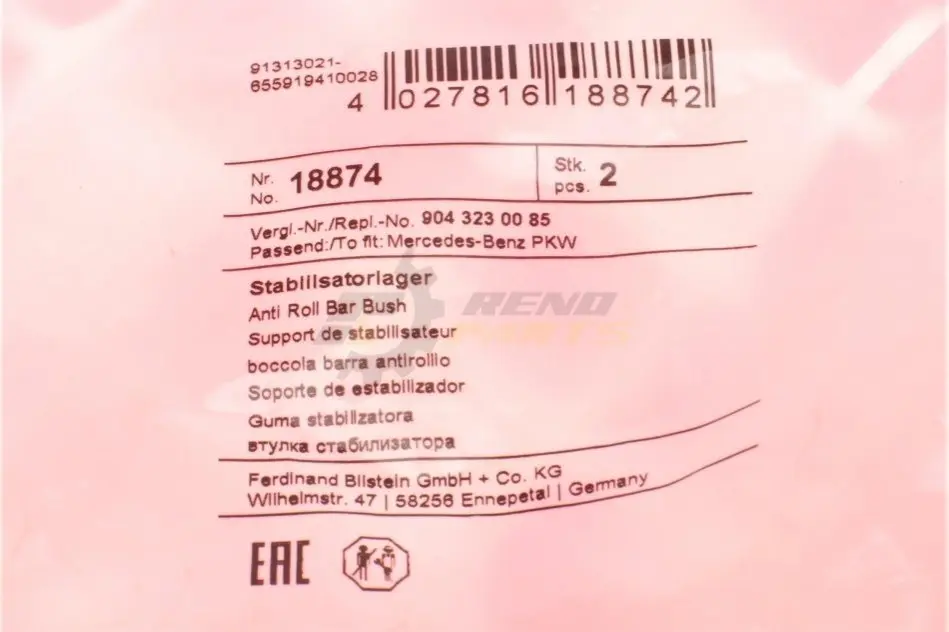 91313021-
655919410028
4 027816 188742
Nr. 18874
No.
Stk. 2
pcs.
Vergl.-Nr./Repl.-No. 904 323 00 85
Passend:/To fit: Mercedes-Benz PKW
Stabilisatorlager
Anti Roll Bar Bush
Support de stabilisateur
boccola barra antirollio
Soporte de estabilizador
Guma stabilizatora
втулка стабилизатора
REND
PARTS
Ferdinand Bilstein GmbH + Co. KG
Wilhelmstr. 47 | 58256 Ennepetal | Germany
EAC